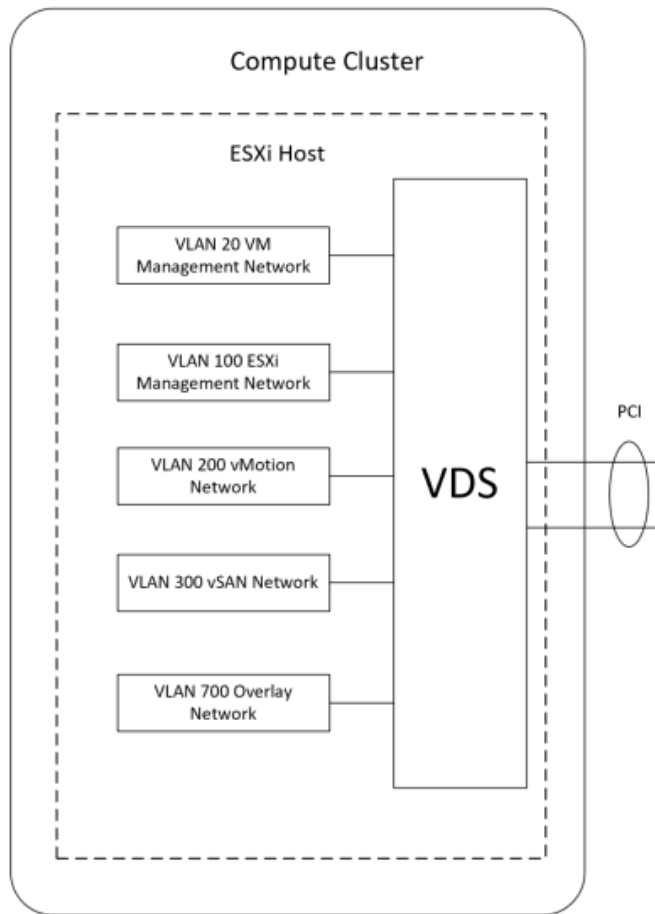 Compute Cluster
ESXi Host
VLAN 20 VM
Management Network
VLAN 100 ESXi
Management Network
VLAN 200 vMotion
Network
VLAN 300 vSAN Network
VLAN 700 Overlay
Network
VDS
PCI